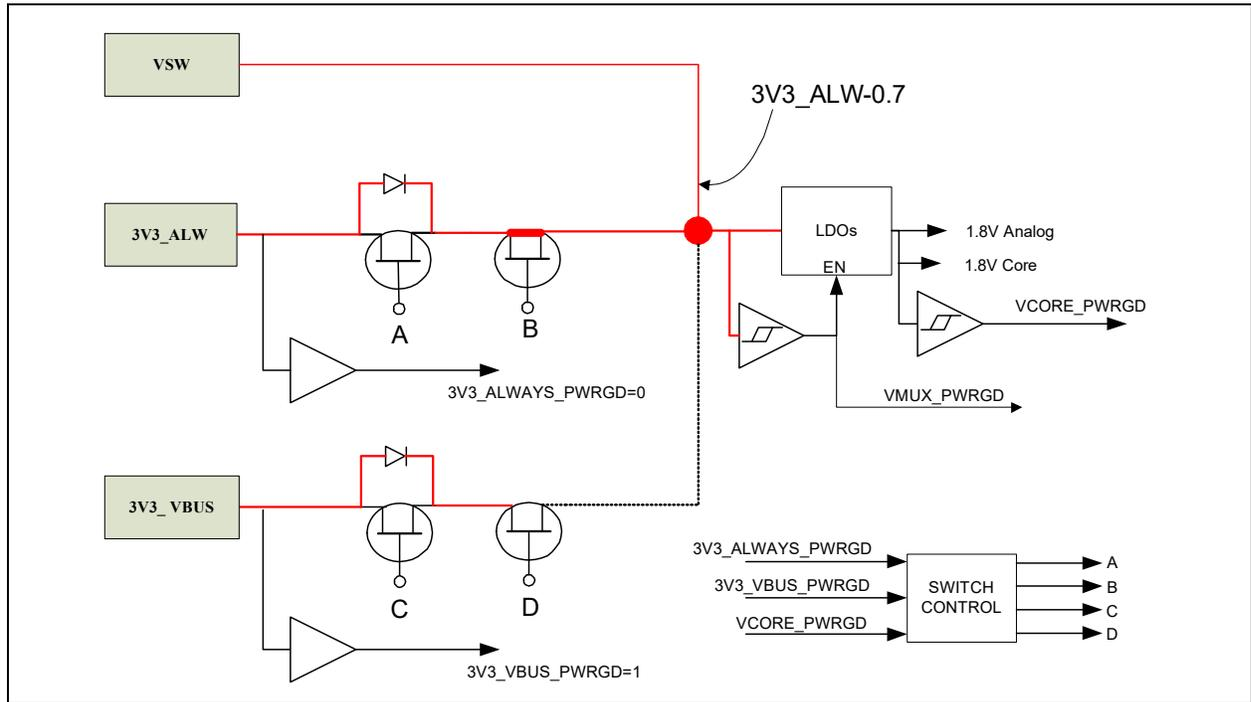 VSW
3V3_ALW-0.7
3V3_ALW
LDOs
EN
1.8V Analog
1.8V Core
VCORE_PWRGD
A
B
3V3_ALWAYS_PWRGD=0
VMUX_PWRGD
3V3_ VBUS
C
D
3V3_VBUS_PWRGD=1
3V3_ALWAYS_PWRGD
3V3_VBUS_PWRGD
VCORE_PWRGD
SWITCH
CONTROL
A
B
C
D